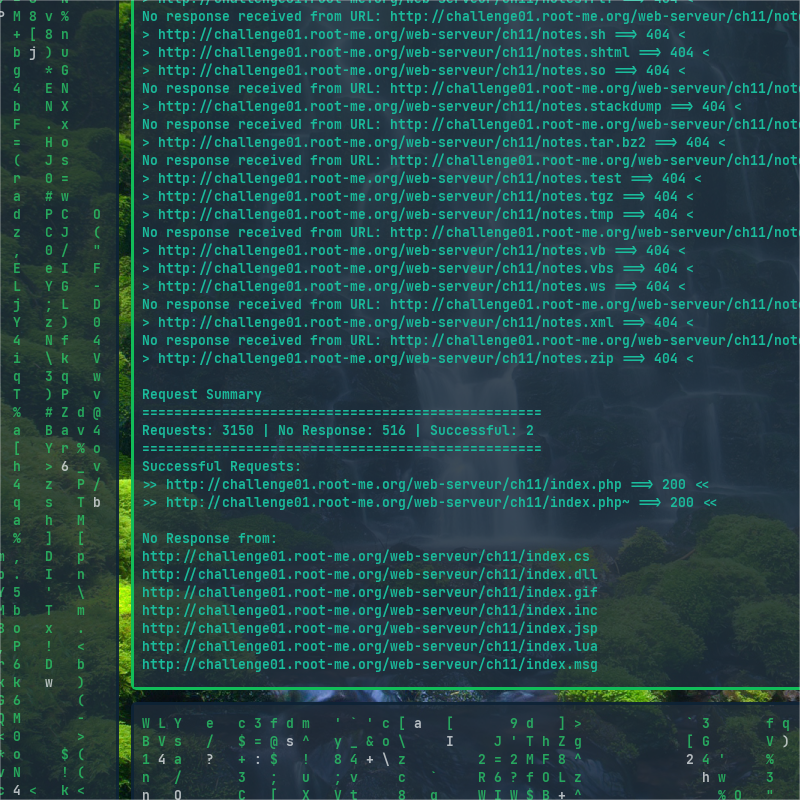 No response received from URL: http://challenge01.root-me.org/web-serveur/ch11/note
> http://challenge01.root-me.org/web-serveur/ch11/notes.sh ==> 404 <
> http://challenge01.root-me.org/web-serveur/ch11/notes.shtml ==> 404 <
> http://challenge01.root-me.org/web-serveur/ch11/notes.so ==> 404 <
No response received from URL: http://challenge01.root-me.org/web-serveur/ch11/note
> http://challenge01.root-me.org/web-serveur/ch11/notes.stackdump ==> 404 <
No response received from URL: http://challenge01.root-me.org/web-serveur/ch11/note
> http://challenge01.root-me.org/web-serveur/ch11/notes.tar.bz2 ==> 404 <
No response received from URL: http://challenge01.root-me.org/web-serveur/ch11/note
> http://challenge01.root-me.org/web-serveur/ch11/notes.test ==> 404 <
> http://challenge01.root-me.org/web-serveur/ch11/notes.tgz ==> 404 <
> http://challenge01.root-me.org/web-serveur/ch11/notes.tmp ==> 404 <
No response received from URL: http://challenge01.root-me.org/web-serveur/ch11/note
> http://challenge01.root-me.org/web-serveur/ch11/notes.vb ==> 404 <
> http://challenge01.root-me.org/web-serveur/ch11/notes.vbs ==> 404 <
> http://challenge01.root-me.org/web-serveur/ch11/notes.ws ==> 404 <
No response received from URL: http://challenge01.root-me.org/web-serveur/ch11/note
> http://challenge01.root-me.org/web-serveur/ch11/notes.xml ==> 404 <
No response received from URL: http://challenge01.root-me.org/web-serveur/ch11/note
> http://challenge01.root-me.org/web-serveur/ch11/notes.zip ==> 404 <
Request Summary
==================================================
Requests: 3150 | No Response: 516 | Successful: 2
==================================================
Successful Requests:
>> http://challenge01.root-me.org/web-serveur/ch11/index.php ==> 200 <<
>> http://challenge01.root-me.org/web-serveur/ch11/index.php~ ==> 200 <<
No Response from:
http://challenge01.root-me.org/web-serveur/ch11/index.cs
http://challenge01.root-me.org/web-serveur/ch11/index.dll
http://challenge01.root-me.org/web-serveur/ch11/index.gif
http://challenge01.root-me.org/web-serveur/ch11/index.inc
http://challenge01.root-me.org/web-serveur/ch11/index.jsp
http://challenge01.root-me.org/web-serveur/ch11/index.lua
http://challenge01.root-me.org/web-serveur/ch11/index.msg